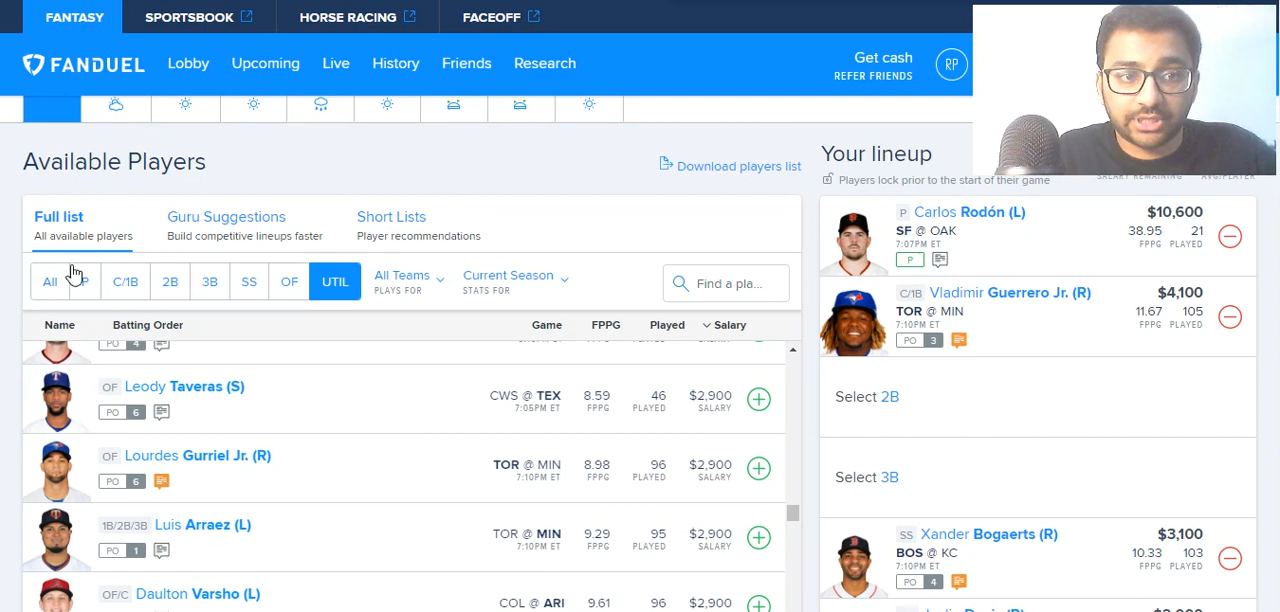 FANTASY
SPORTSBOOK
HORSE RACING
FACEOFF
FANDUEL
Lobby
Upcoming
Live
History
Friends
Research
Get cash
REFER FRIENDS
RP
Available Players
Download players list
Full list
All available players
Guru Suggestions
Build competitive lineups faster
Short Lists
Player recommendations
All
P
C/1B
2B
3B
SS
OF
UTIL
All Teams
PLAYS FOR
Current Season
STATS FOR
Find a pla...
Name
Batting Order
Game
FPPG
Played
Salary
PO 4
OF Leody Taveras (S)
PO 6
CWS @ TEX
7:05PM ET
8.59
FPPG
46
PLAYED
$2,900
SALARY
OF Lourdes Gurriel Jr. (R)
PO 6
TOR @ MIN
7:10PM ET
8.98
FPPG
96
PLAYED
$2,900
SALARY
1B/2B/3B Luis Arraez (L)
PO 1
TOR @ MIN
7:10PM ET
9.29
FPPG
95
PLAYED
$2,900
SALARY
OF/C Daulton Varsho (L)
COL @ ARI
9.61
96
$2,900
Your lineup
Players lock prior to the start of their game
SALARY REMAINING
AVG/PLAYER
P Carlos Rodón (L)
SF @ OAK
7:07PM ET
P
$10,600
38.95
FPPG
21
PLAYED
C/1B Vladimir Guerrero Jr. (R)
TOR @ MIN
7:10PM ET
PO 3
$4,100
11.67
FPPG
105
PLAYED
Select 2B
Select 3B
SS Xander Bogaerts (R)
BOS @ KC
7:10PM ET
PO 4
$3,100
10.33
FPPG
103
PLAYED